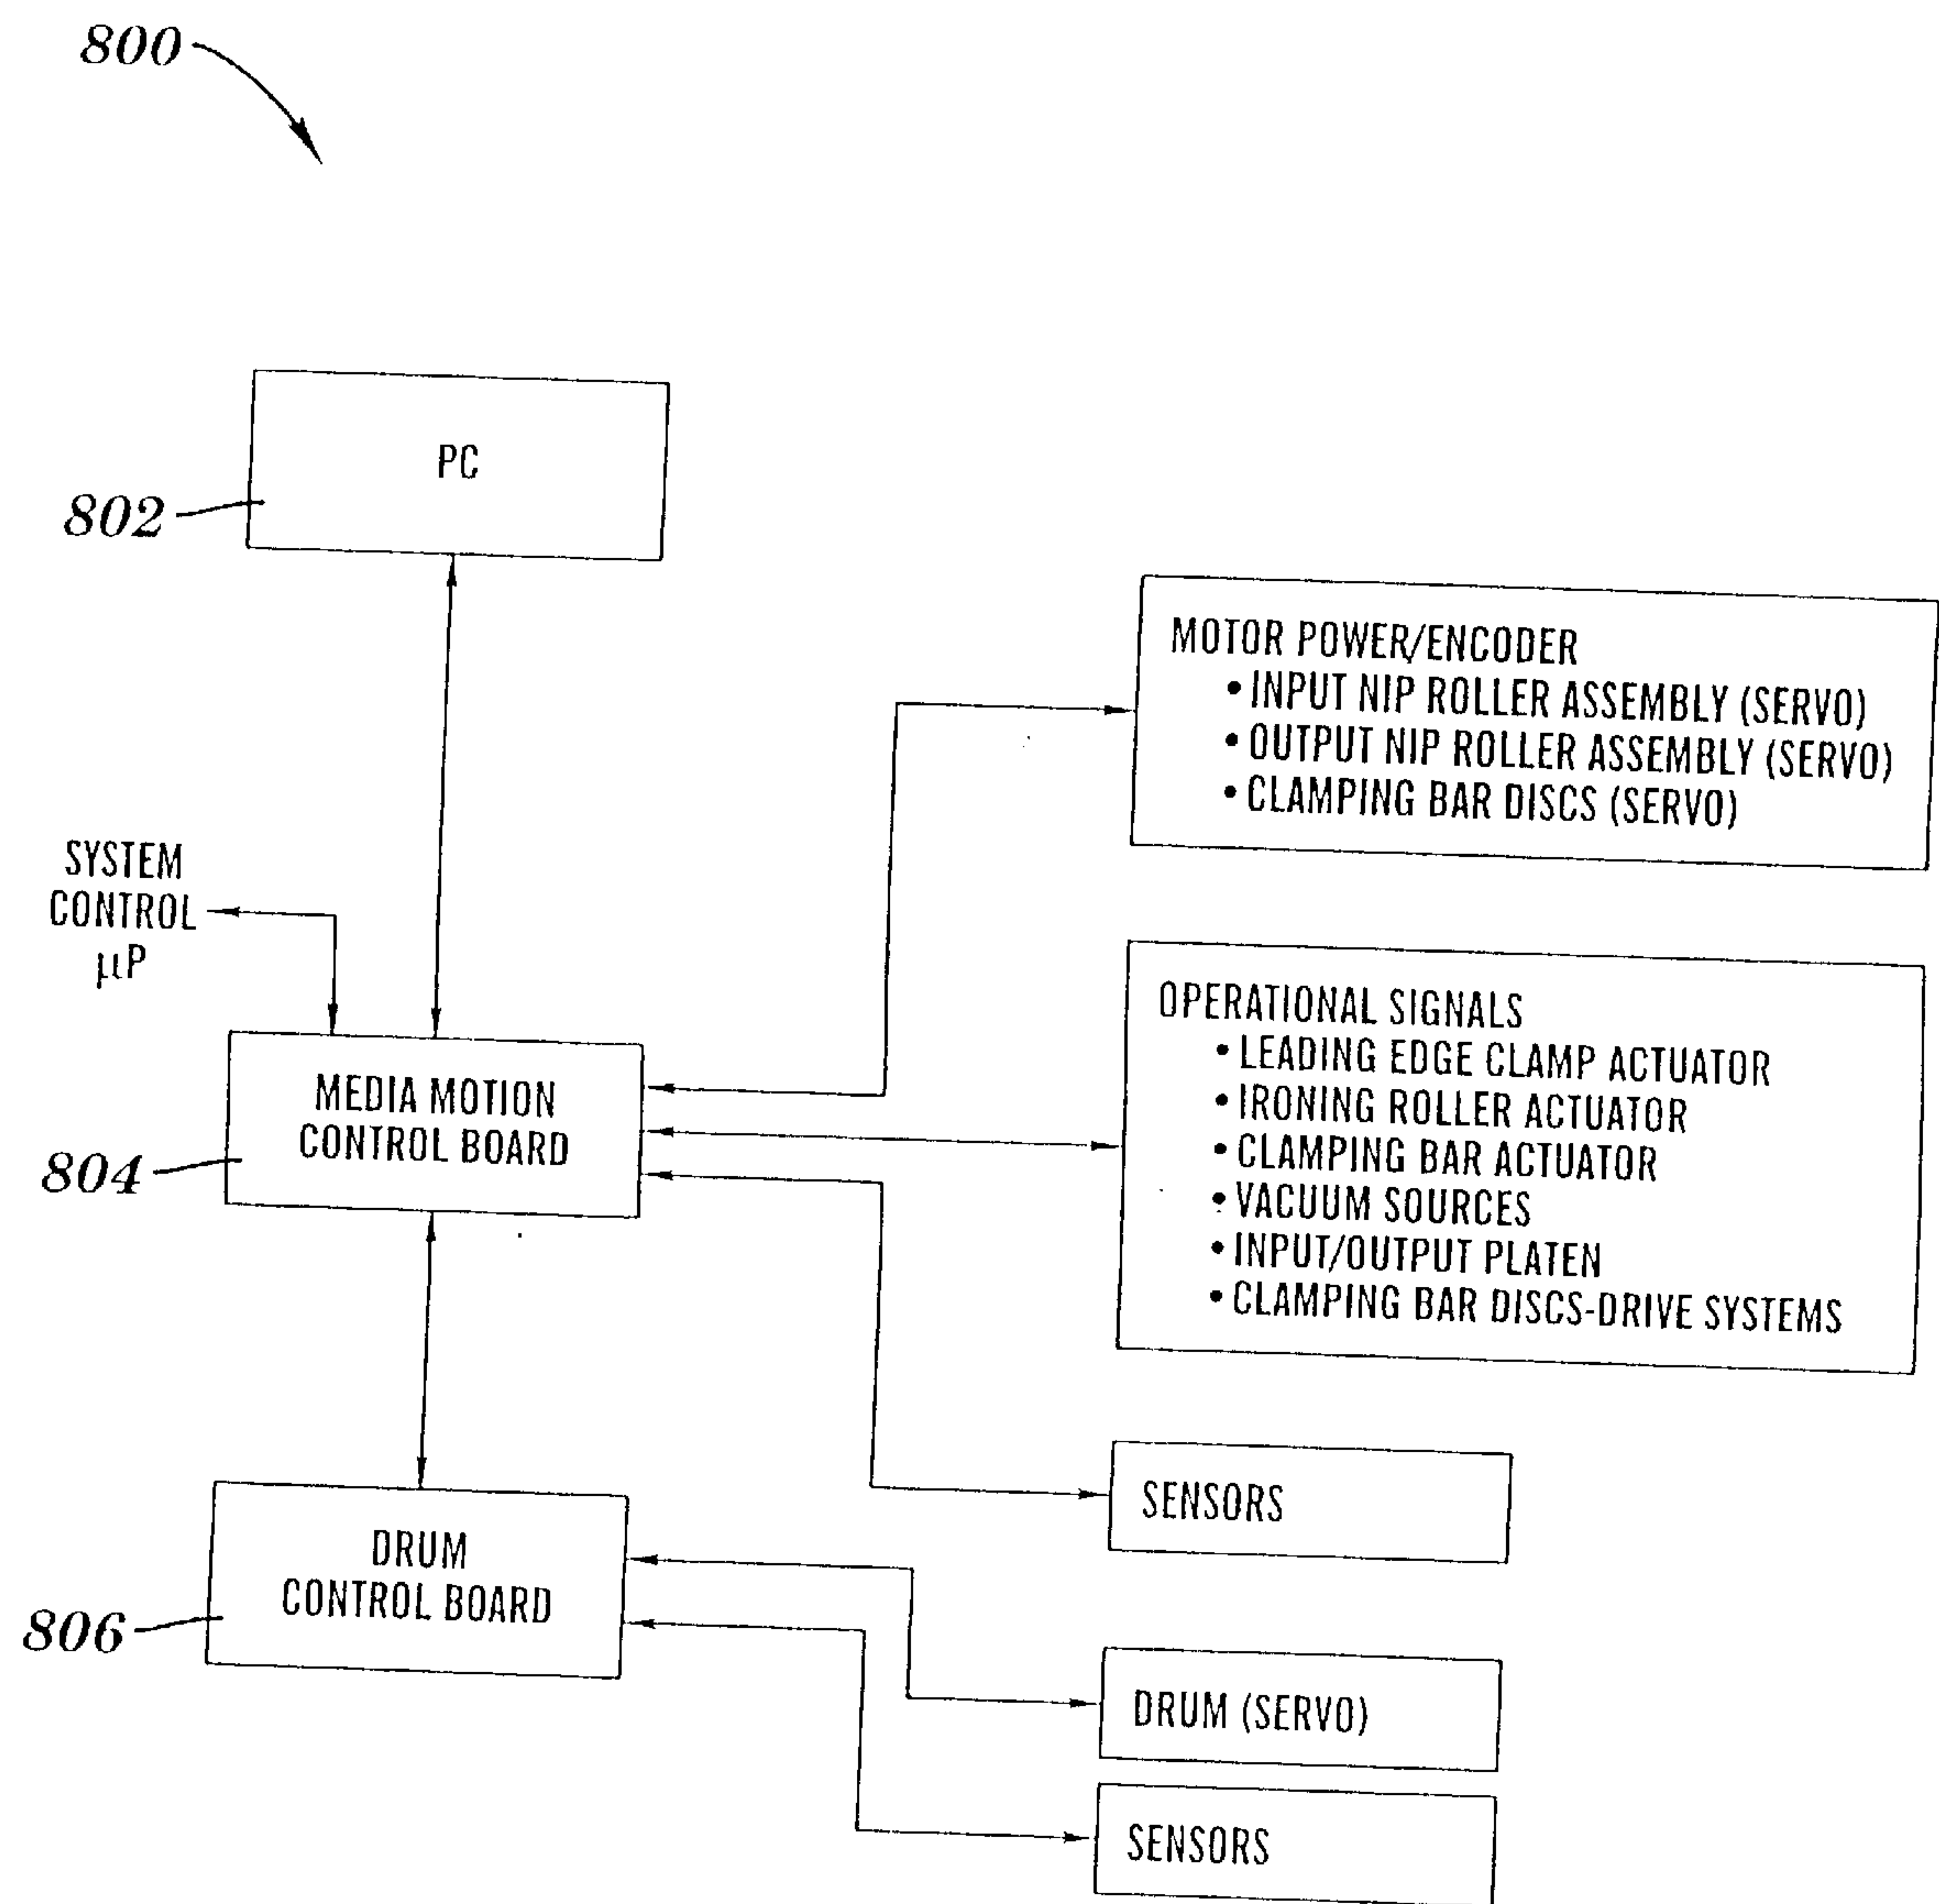 800
PC
802
MOTOR POWER/ENCODER
• INPUT NIP ROLLER ASSEMBLY (SERVO)
• OUTPUT NIP ROLLER ASSEMBLY (SERVO)
• CLAMPING BAR DISCS (SERVO)
SYSTEM
CONTROL
µP
MEDIA MOTION
CONTROL BOARD
804
OPERATIONAL SIGNALS
• LEADING EDGE CLAMP ACTUATOR
• IRONING ROLLER ACTUATOR
• CLAMPING BAR ACTUATOR
• VACUUM SOURCES
• INPUT/OUTPUT PLATEN
• CLAMPING BAR DISCS-DRIVE SYSTEMS
SENSORS
DRUM
CONTROL BOARD
806
DRUM (SERVO)
SENSORS